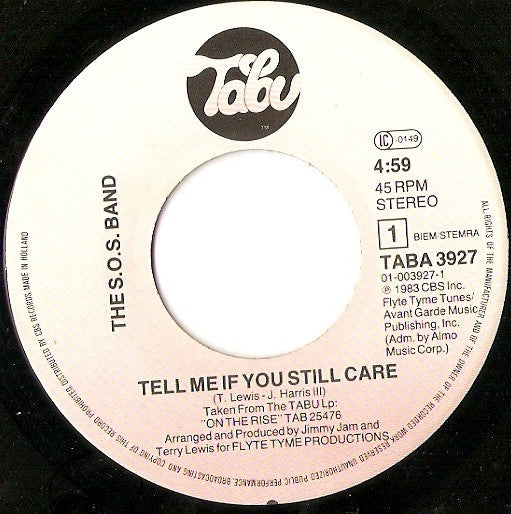 Tabu
TM
LC -0149
4:59
45 RPM
STEREO
1 BIEM-STEMRA
TABA 3927
01-003927-1
℗ 1983 CBS Inc.
Flyte Tyme Tunes/
Avant Garde Music
Publishing, Inc.
(Adm. by Almo
Music Corp.)
THE S.O.S. BAND
TELL ME IF YOU STILL CARE
(T. Lewis - J. Harris III)
Taken From The TABU Lp:
"ON THE RISE" TAB 25476
Arranged and Produced by Jimmy Jam and
Terry Lewis for FLYTE TYME PRODUCTIONS
ALL RIGHTS OF THE MANUFACTURER AND OF THE OWNER OF THE RECORDED WORK RESERVED. UNAUTHORIZED PUBLIC PERFORMANCE, BROADCASTING AND COPYING OF THIS RECORD PROHIBITED. DISTRIBUTED BY CBS RECORDS. MADE IN HOLLAND